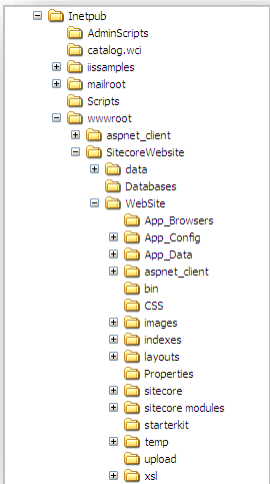 Inetpub
AdminScripts
catalog.wci
iissamples
mailroot
Scripts
wwwroot
aspnet_client
SitecoreWebsite
data
Databases
WebSite
App_Browsers
App_Config
App_Data
aspnet_client
bin
CSS
images
indexes
layouts
Properties
sitecore
sitecore modules
starterkit
temp
upload
xsl